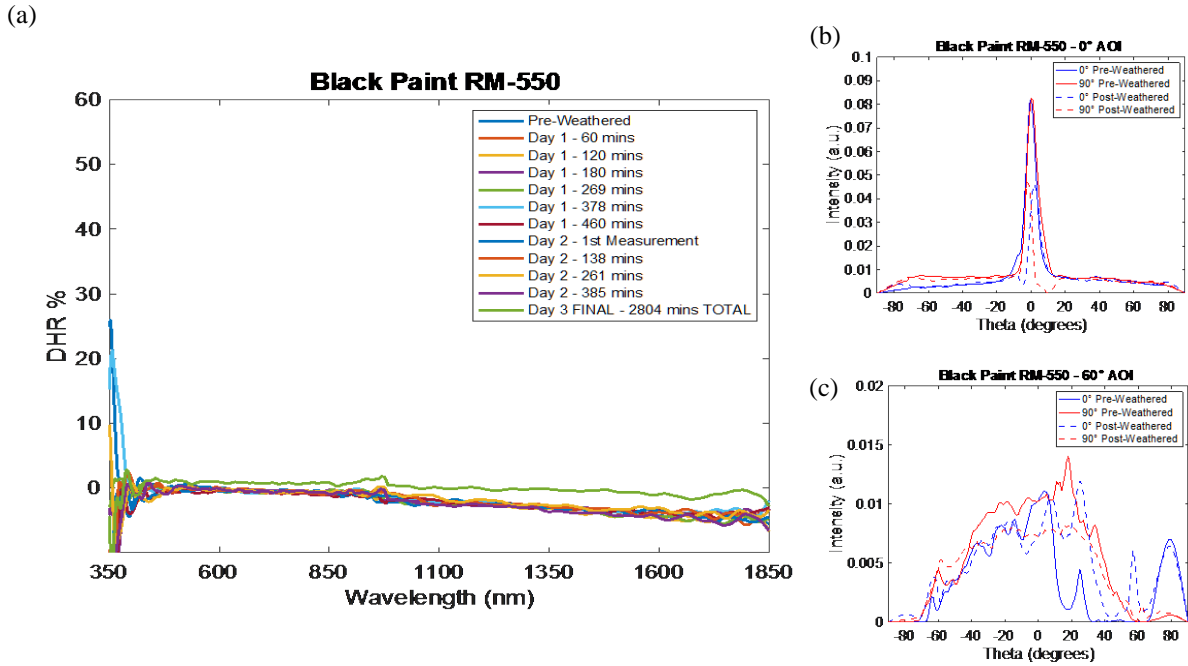 (a)
Black Paint RM-550
DHR %
60
50
40
30
20
10
0
Pre-Weathered
Day 1 - 60 mins
Day 1 - 120 mins
Day 1 - 180 mins
Day 1 - 269 mins
Day 1 - 378 mins
Day 1 - 460 mins
Day 2 - 1st Measurement
Day 2 - 138 mins
Day 2 - 261 mins
Day 2 - 385 mins
Day 3 FINAL - 2804 mins TOTAL
350 600 850 1100 1350 1600 1850
Wavelength (nm)
(b)
Black Paint RM-550 - 0° AOI
Intensity (a.u.)
0.1
0.09
0.08
0.07
0.06
0.05
0.04
0.03
0.02
0.01
0
0° Pre-Weathered
90° Pre-Weathered
0° Post-Weathered
90° Post-Weathered
-80 -60 -40 -20 0 20 40 60 80
Theta (degrees)
(c)
Black Paint RM-550 - 60° AOI
Intensity (a.u.)
0.02
0.015
0.01
0.005
0
0° Pre-Weathered
90° Pre-Weathered
0° Post-Weathered
90° Post-Weathered
-80 -60 -40 -20 0 20 40 60 80
Theta (degrees)